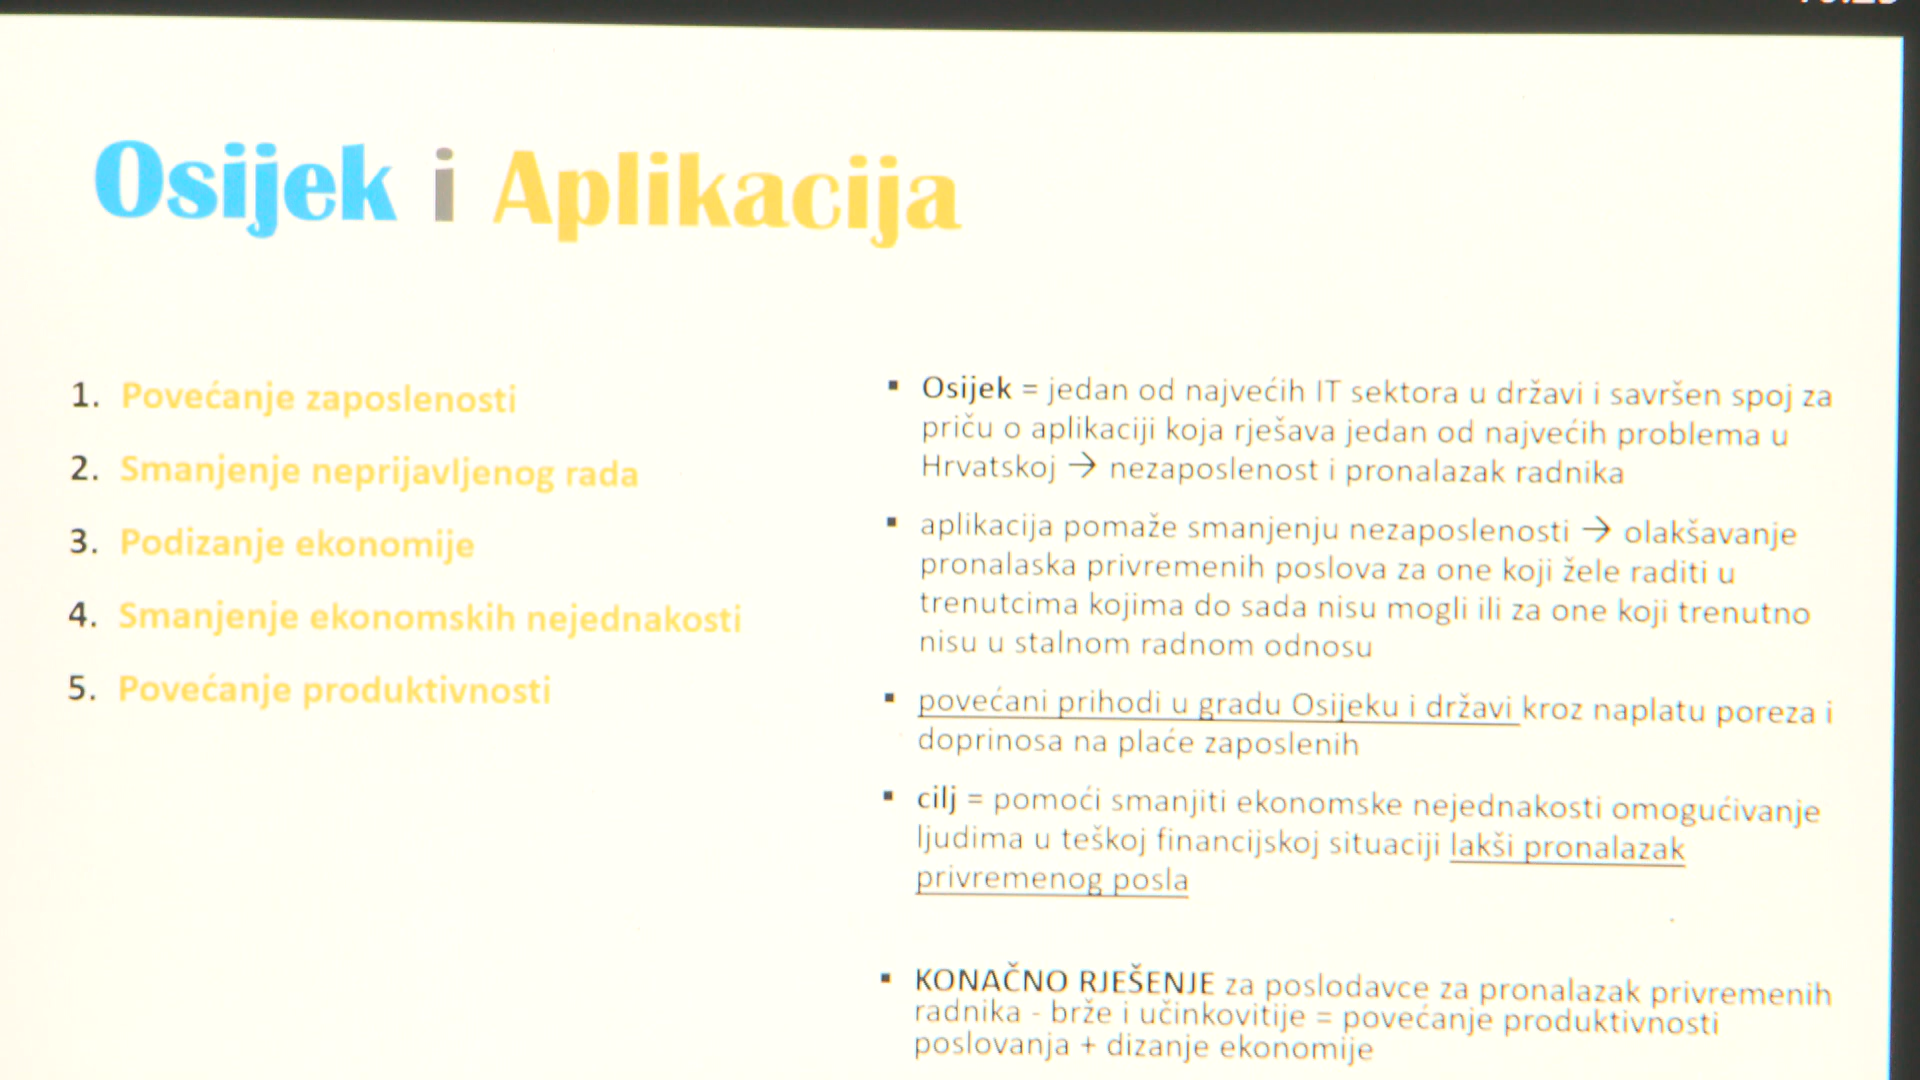 Osijek i Aplikacija
1. Povećanje zaposlenosti
2. Smanjenje neprijavljenog rada
3. Podizanje ekonomije
4. Smanjenje ekonomskih nejednakosti
5. Povećanje produktivnosti
▪ Osijek = jedan od najvećih IT sektora u državi i savršen spoj za
priču o aplikaciji koja rješava jedan od najvećih problema u
Hrvatskoj → nezaposlenost i pronalazak radnika
▪ aplikacija pomaže smanjenju nezaposlenosti → olakšavanje
pronalaska privremenih poslova za one koji žele raditi u
trenutcima kojima do sada nisu mogli ili za one koji trenutno
nisu u stalnom radnom odnosu
▪ povećani prihodi u gradu Osijeku i državi kroz naplatu poreza i
doprinosa na plaće zaposlenih
▪ cilj = pomoći smanjiti ekonomske nejednakosti omogućivanje
ljudima u teškoj financijskoj situaciji lakši pronalazak
privremenog posla
▪ KONAČNO RJEŠENJE za poslodavce za pronalazak privremenih
radnika - brže i učinkovitije = povećanje produktivnosti
poslovanja + dizanje ekonomije